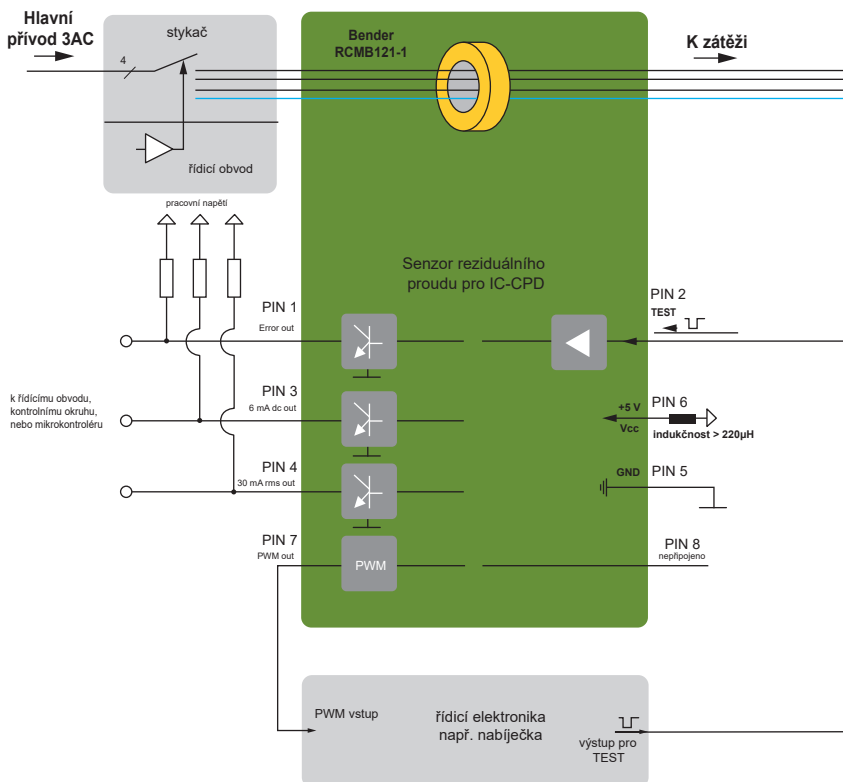 Hlavní
přívod 3AC
stykač
4
řídicí obvod
Bender
RCMB121-1
K zátěži
pracovní napětí
Senzor reziduálního
proudu pro IC-CPD
PIN 1
Error out
PIN 2
TEST
k řídícímu obvodu,
kontrolnímu okruhu,
nebo mikrokontroléru
PIN 3
6 mA dc out
PIN 6
+5 V
Vcc
indukčnost > 220µH
PIN 4
30 mA rms out
GND
PIN 5
PIN 7
PWM out
PWM
PIN 8
nepřipojeno
PWM vstup
řídicí elektronika
např. nabíječka
výstup pro
TEST